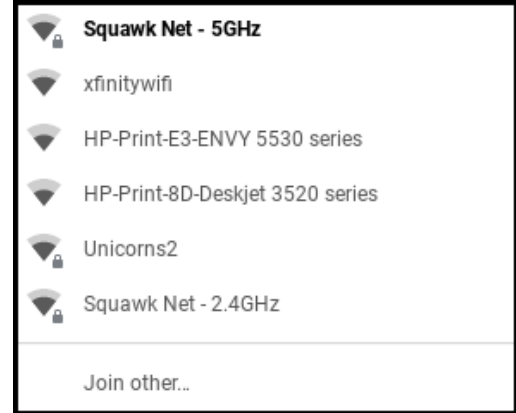 Squawk Net - 5GHz
xfinitywifi
HP-Print-E3-ENVY 5530 series
HP-Print-8D-Deskjet 3520 series
Unicorns2
Squawk Net - 2.4GHz
Join other...